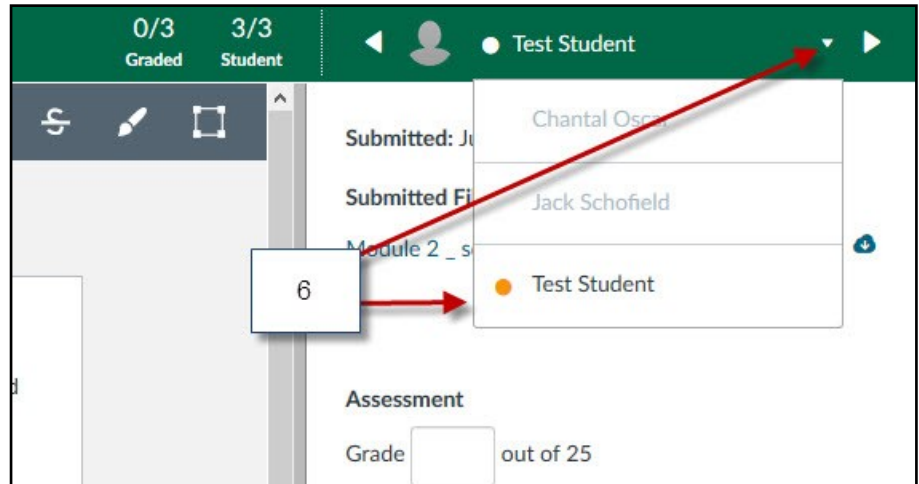 0/3 3/3
Graded Student
Test Student
Chantal Oscar
Submitted: Ju
Jack Schofield
Submitted Fi
Module 2 _ s
6
Test Student
d
Assessment
Grade out of 25